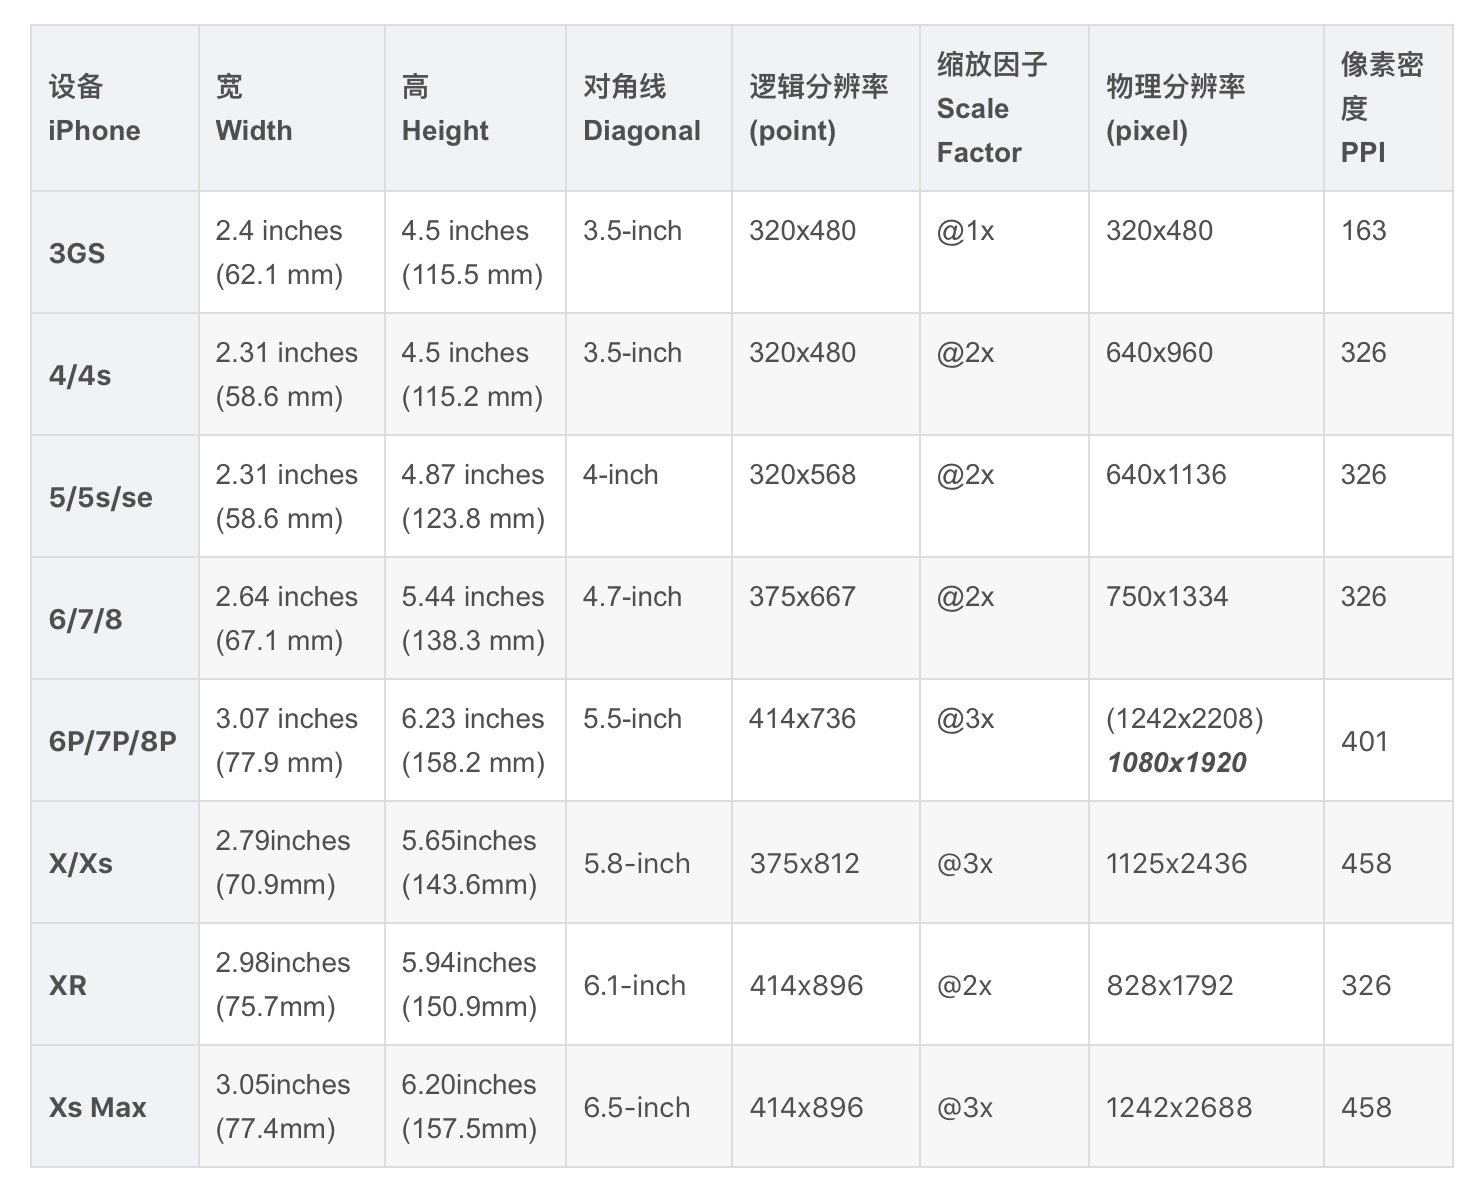 设备
iPhone
宽
Width
高
Height
对角线
Diagonal
逻辑分辨率
(point)
缩放因子
Scale
Factor
物理分辨率
(pixel)
像素密
度
PPI
3GS
2.4 inches
(62.1 mm)
4.5 inches
(115.5 mm)
3.5-inch
320x480
@1x
320x480
163
4/4s
2.31 inches
(58.6 mm)
4.5 inches
(115.2 mm)
3.5-inch
320x480
@2x
640x960
326
5/5s/se
2.31 inches
(58.6 mm)
4.87 inches
(123.8 mm)
4-inch
320x568
@2x
640x1136
326
6/7/8
2.64 inches
(67.1 mm)
5.44 inches
(138.3 mm)
4.7-inch
375x667
@2x
750x1334
326
6P/7P/8P
3.07 inches
(77.9 mm)
6.23 inches
(158.2 mm)
5.5-inch
414x736
@3x
(1242x2208)
1080x1920
401
X/Xs
2.79inches
(70.9mm)
5.65inches
(143.6mm)
5.8-inch
375x812
@3x
1125x2436
458
XR
2.98inches
(75.7mm)
5.94inches
(150.9mm)
6.1-inch
414x896
@2x
828x1792
326
Xs Max
3.05inches
(77.4mm)
6.20inches
(157.5mm)
6.5-inch
414x896
@3x
1242x2688
458